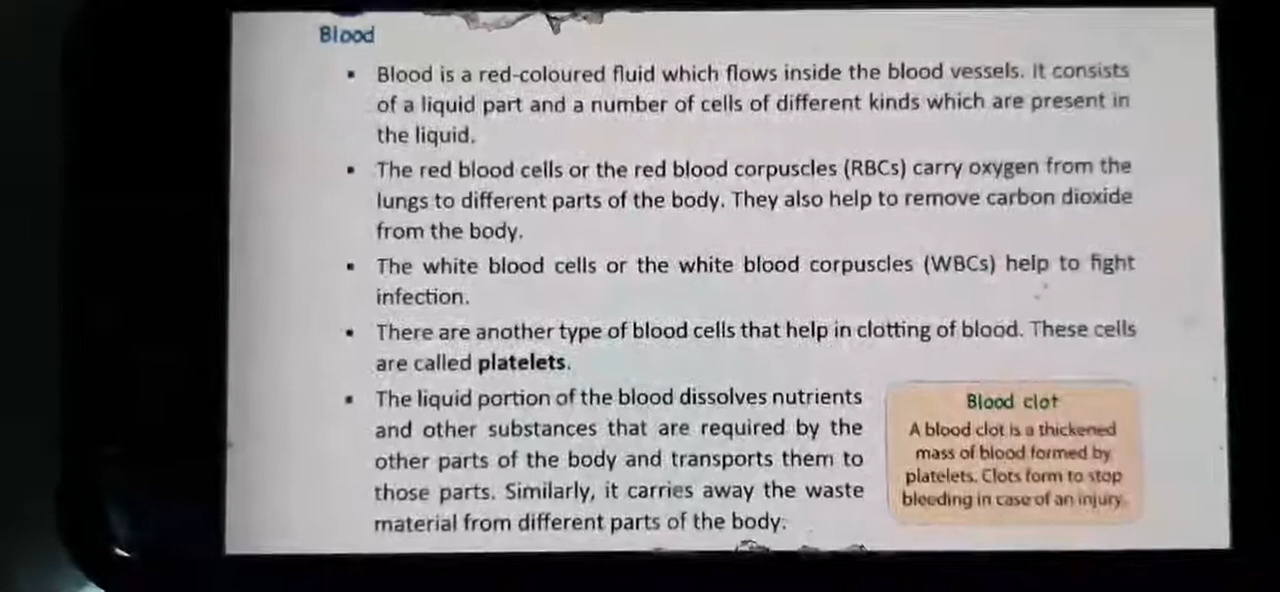 Blood
▪ Blood is a red-coloured fluid which flows inside the blood vessels. It consists
of a liquid part and a number of cells of different kinds which are present in
the liquid.
▪ The red blood cells or the red blood corpuscles (RBCs) carry oxygen from the
lungs to different parts of the body. They also help to remove carbon dioxide
from the body.
▪ The white blood cells or the white blood corpuscles (WBCs) help to fight
infection.
▪ There are another type of blood cells that help in clotting of blood. These cells
are called platelets.
▪ The liquid portion of the blood dissolves nutrients
and other substances that are required by the
other parts of the body and transports them to
those parts. Similarly, it carries away the waste
material from different parts of the body.
Blood clot
A blood clot is a thickened
mass of blood formed by
platelets. Clots form to stop
bleeding in case of an injury.